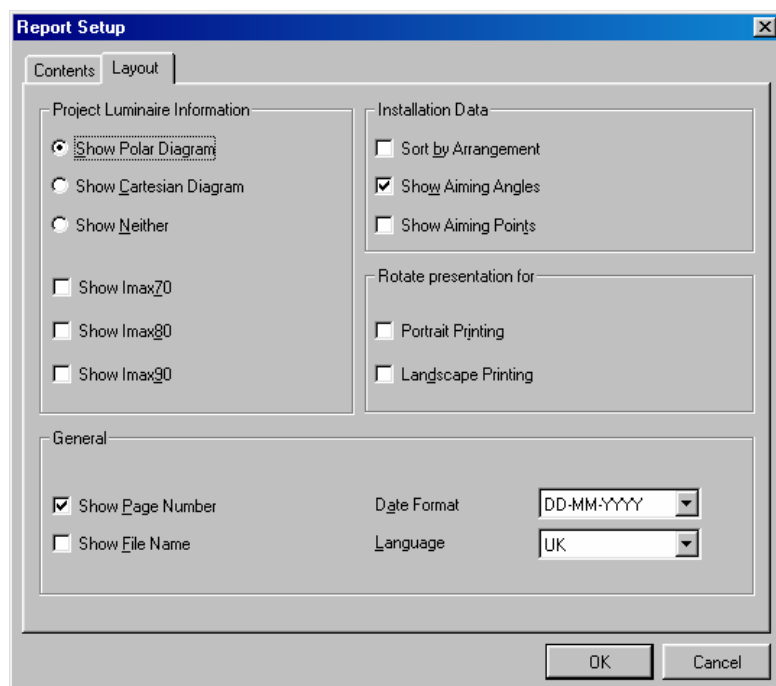 Report Setup
Contents
Layout
Project Luminaire Information
Show Polar Diagram
Show Cartesian Diagram
Show Neither
Show Imax70
Show Imax80
Show Imax90
Installation Data
Sort by Arrangement
Show Aiming Angles
Show Aiming Points
Rotate presentation for
Portrait Printing
Landscape Printing
General
Show Page Number
Show File Name
Date Format
DD-MM-YYYY
Language
UK
OK
Cancel